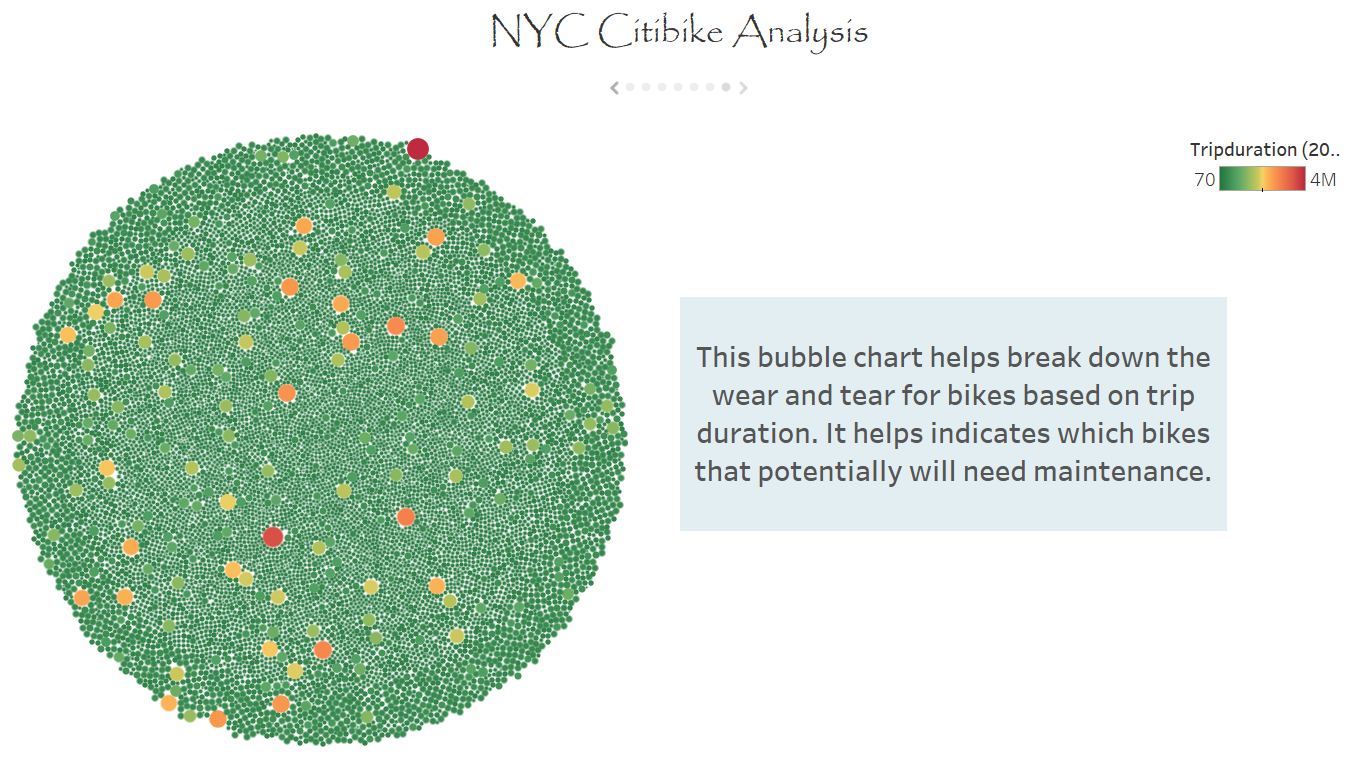 NYC Citibike Analysis
Tripduration (20..
70 4M
This bubble chart helps break down the
wear and tear for bikes based on trip
duration. It helps indicates which bikes
that potentially will need maintenance.